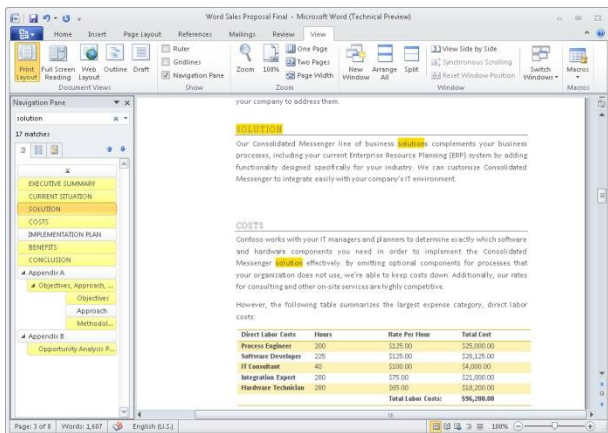 Word Sales Proposal Final - Microsoft Word (Technical Preview)
Home Insert Page Layout References Mailings Review View
Print Layout
Full Screen Reading
Web Layout
Outline
Draft
Document Views
Ruler
Gridlines
Navigation Pane
Show
Zoom
100%
One Page
Two Pages
Page Width
Zoom
New Window
Arrange All
Split
View Side by Side
Synchronous Scrolling
Reset Window Position
Window
Switch Windows
Macros
Macros
Navigation Pane
solution
17 matches
EXECUTIVE SUMMARY
CURRENT SITUATION
SOLUTION
COSTS
IMPLEMENTATION PLAN
BENEFITS
CONCLUSION
Appendix A
Objectives, Approach, ...
Objectives
Approach
Methodol...
Appendix B
Opportunity Analysis P...
your company to address them.
SOLUTION
Our Consolidated Messenger line of business solutions complements your business
processes, including your current Enterprise Resource Planning (ERP) system by adding
functionality designed specifically for your industry. We can customize Consolidated
Messenger to integrate easily with your company's IT environment.
COSTS
Contoso works with your IT managers and planners to determine exactly which software
and hardware components you need in order to implement the Consolidated
Messenger solution effectively. By omitting optional components for processes that
your organization does not use, we're able to keep costs down. Additionally, our rates
for consulting and other on-site services are highly competitive.
However, the following table summarizes the largest expense category, direct labor
costs:
Direct Labor Costs Hours Rate Per Hour Total Cost
Process Engineer 200 $125.00 $25,000.00
Software Developer 225 $125.00 $28,125.00
IT Consultant 40 $100.00 $4,000.00
Integration Expert 280 $75.00 $21,000.00
Hardware Technician 280 $65.00 $18,200.00
Total Labor Costs: $96,200.00
Page: 3 of 8 Words: 1,607 English (U.S.) 100%